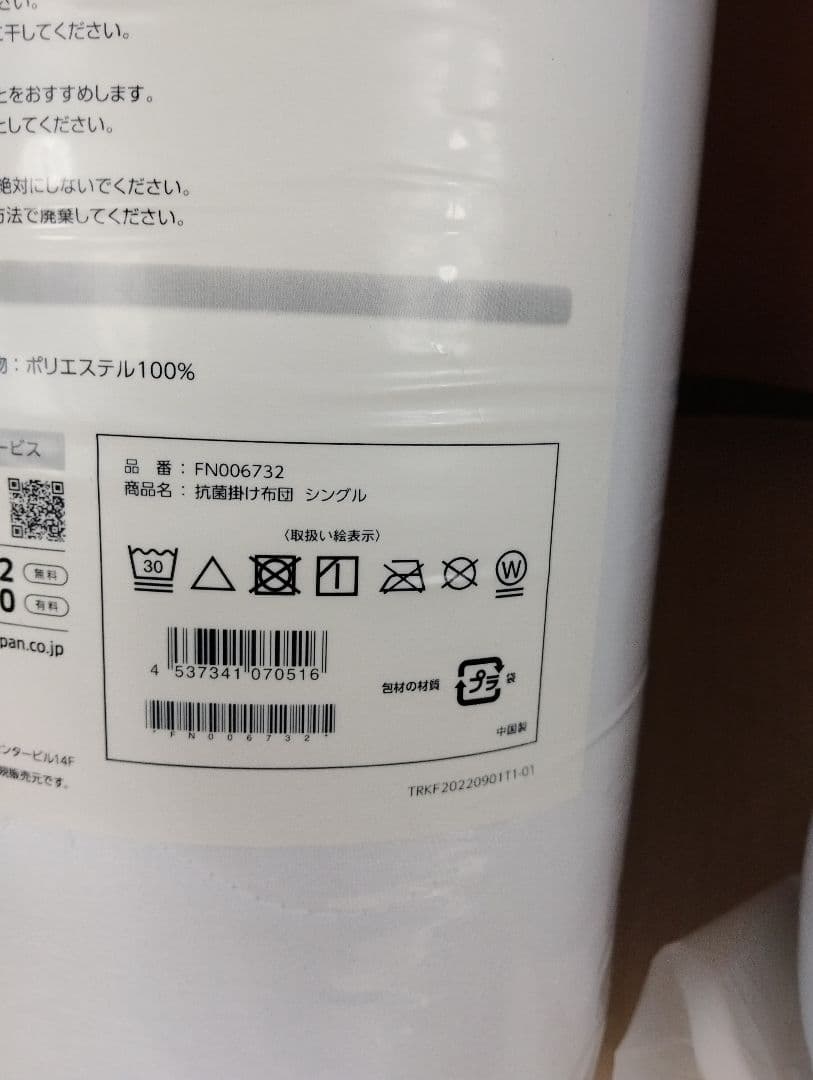 さい。
干してください。
をおすすめします。
してください。
絶対にしないでください。
方法で廃棄してください。
物：ポリエステル100%
ービス
2 無料
0 有料
pan.co.jp
ンタービル14F
販売元です。
品 番：FN006732
商品名：抗菌掛け布団 シングル
〈取扱い絵表示〉
30
W
4 537341 070516
*FN006732*
包材の材質 プラ 袋
中国製
TRKF20220901T1-01